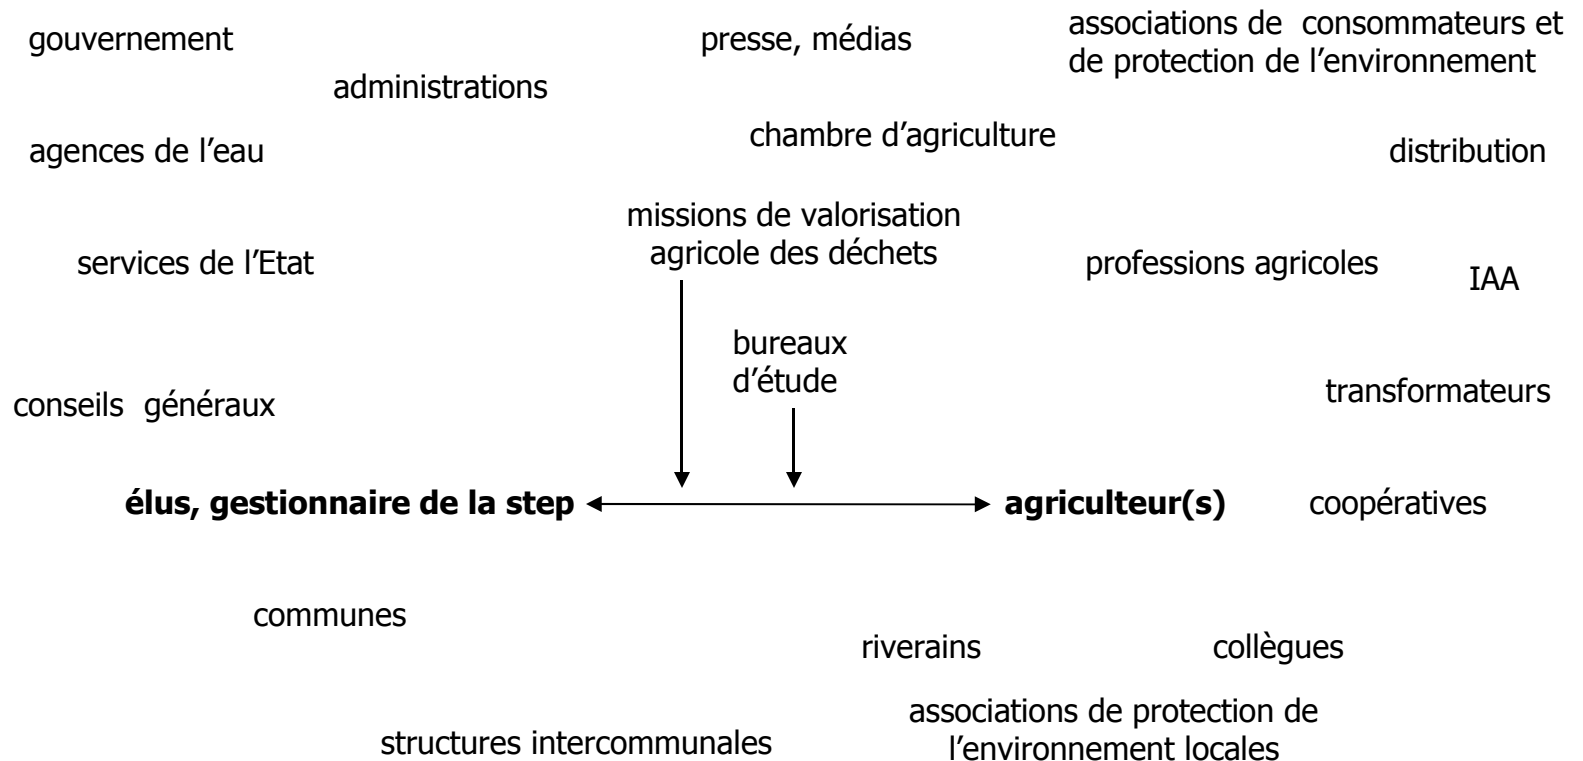 gouvernement
presse, médias
associations de consommateurs et
de protection de l’environnement
administrations
chambre d’agriculture
agences de l’eau
distribution
missions de valorisation
agricole des déchets
services de l’Etat
professions agricoles
IAA
bureaux
d’étude
conseils généraux
transformateurs
élus, gestionnaire de la step
agriculteur(s)
coopératives
communes
riverains
collègues
structures intercommunales
associations de protection de
l’environnement locales